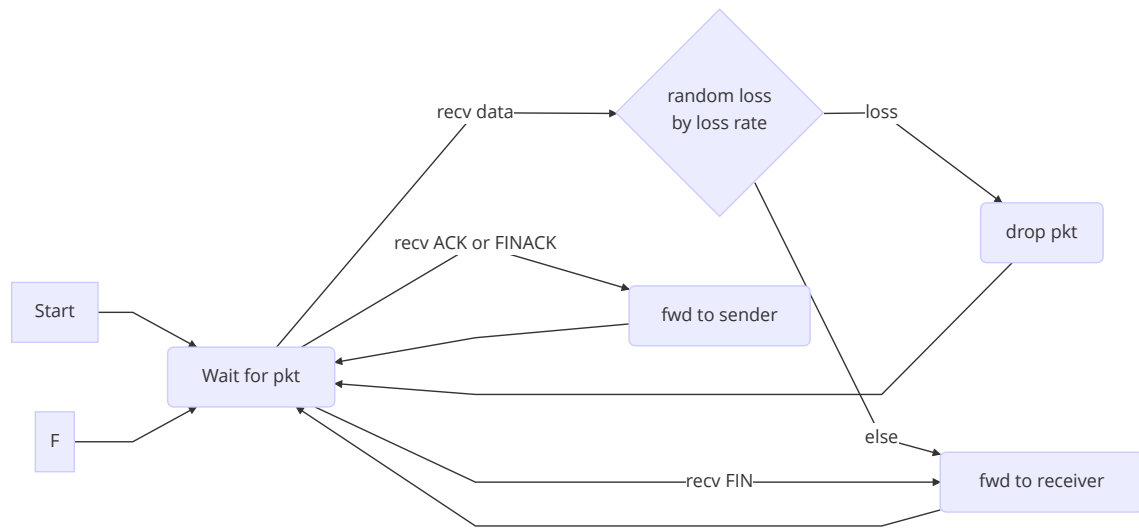 random loss
by loss rate
recv data
loss
drop pkt
recv ACK or FINACK
Start
fwd to sender
Wait for pkt
F
else
recv FIN
fwd to receiver